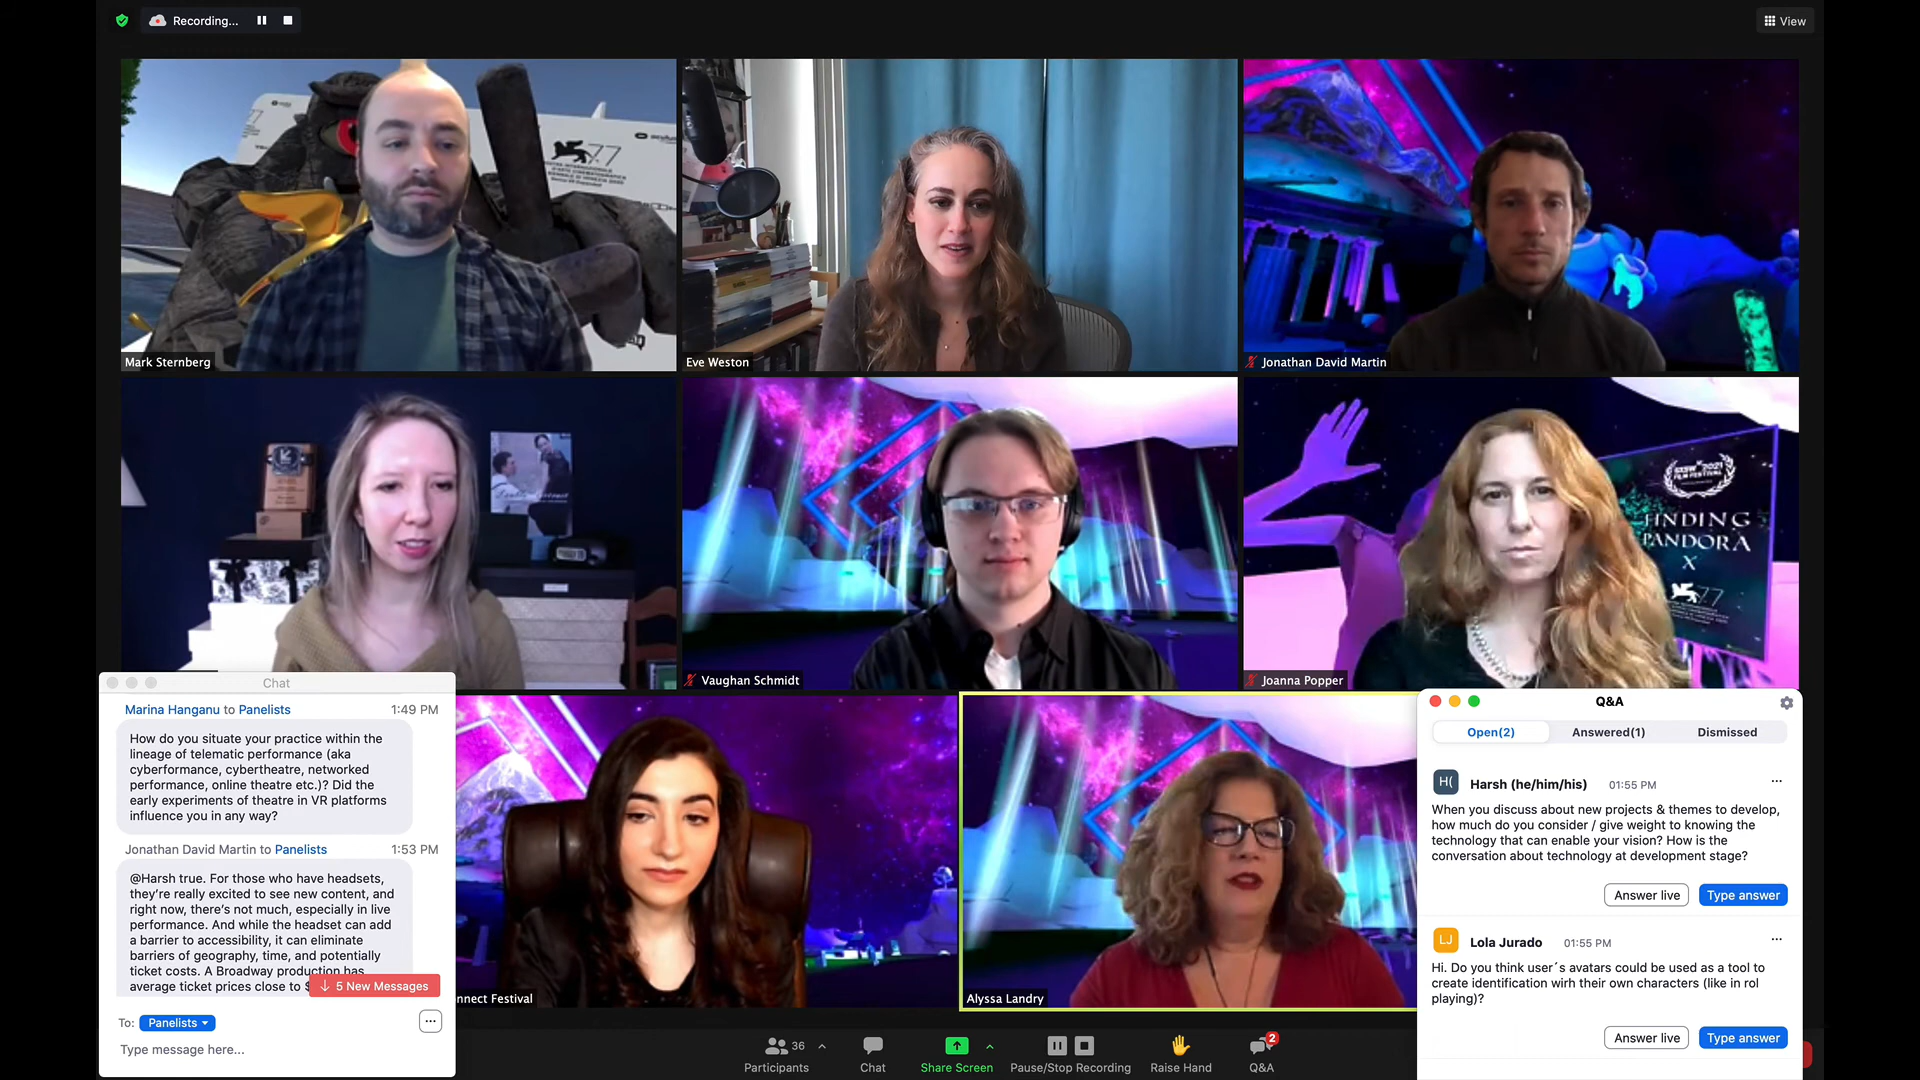 Recording...
View
77
77
Mark Sternberg
Eve Weston
Jonathan David Martin
SXSW 2021
FILM FESTIVAL
FINDING
PANDORA
X
77
Vaughan Schmidt
Joanna Popper
Chat
Marina Hanganu to Panelists 1:49 PM
How do you situate your practice within the
lineage of telematic performance (aka
cyberformance, cybertheatre, networked
performance, online theatre etc.)? Did the
early experiments of theatre in VR platforms
influence you in any way?
Jonathan David Martin to Panelists 1:53 PM
@Harsh true. For those who have headsets,
they're really excited to see new content, and
right now, there's not much, especially in live
performance. And while the headset can add
a barrier to accessibility, it can eliminate
barriers of geography, time, and potentially
ticket costs. A Broadway production has
average ticket prices close to $
↓ 5 New Messages
To: Panelists
Type message here...
nnect Festival
Alyssa Landry
Q&A
Open(2) Answered(1) Dismissed
H( Harsh (he/him/his) 01:55 PM
When you discuss about new projects & themes to develop,
how much do you consider / give weight to knowing the
technology that can enable your vision? How is the
conversation about technology at development stage?
Answer live Type answer
LJ Lola Jurado 01:55 PM
Hi. Do you think user´s avatars could be used as a tool to
create identification wirh their own characters (like in rol
playing)?
Answer live Type answer
36 2
Participants Chat Share Screen Pause/Stop Recording Raise Hand Q&A